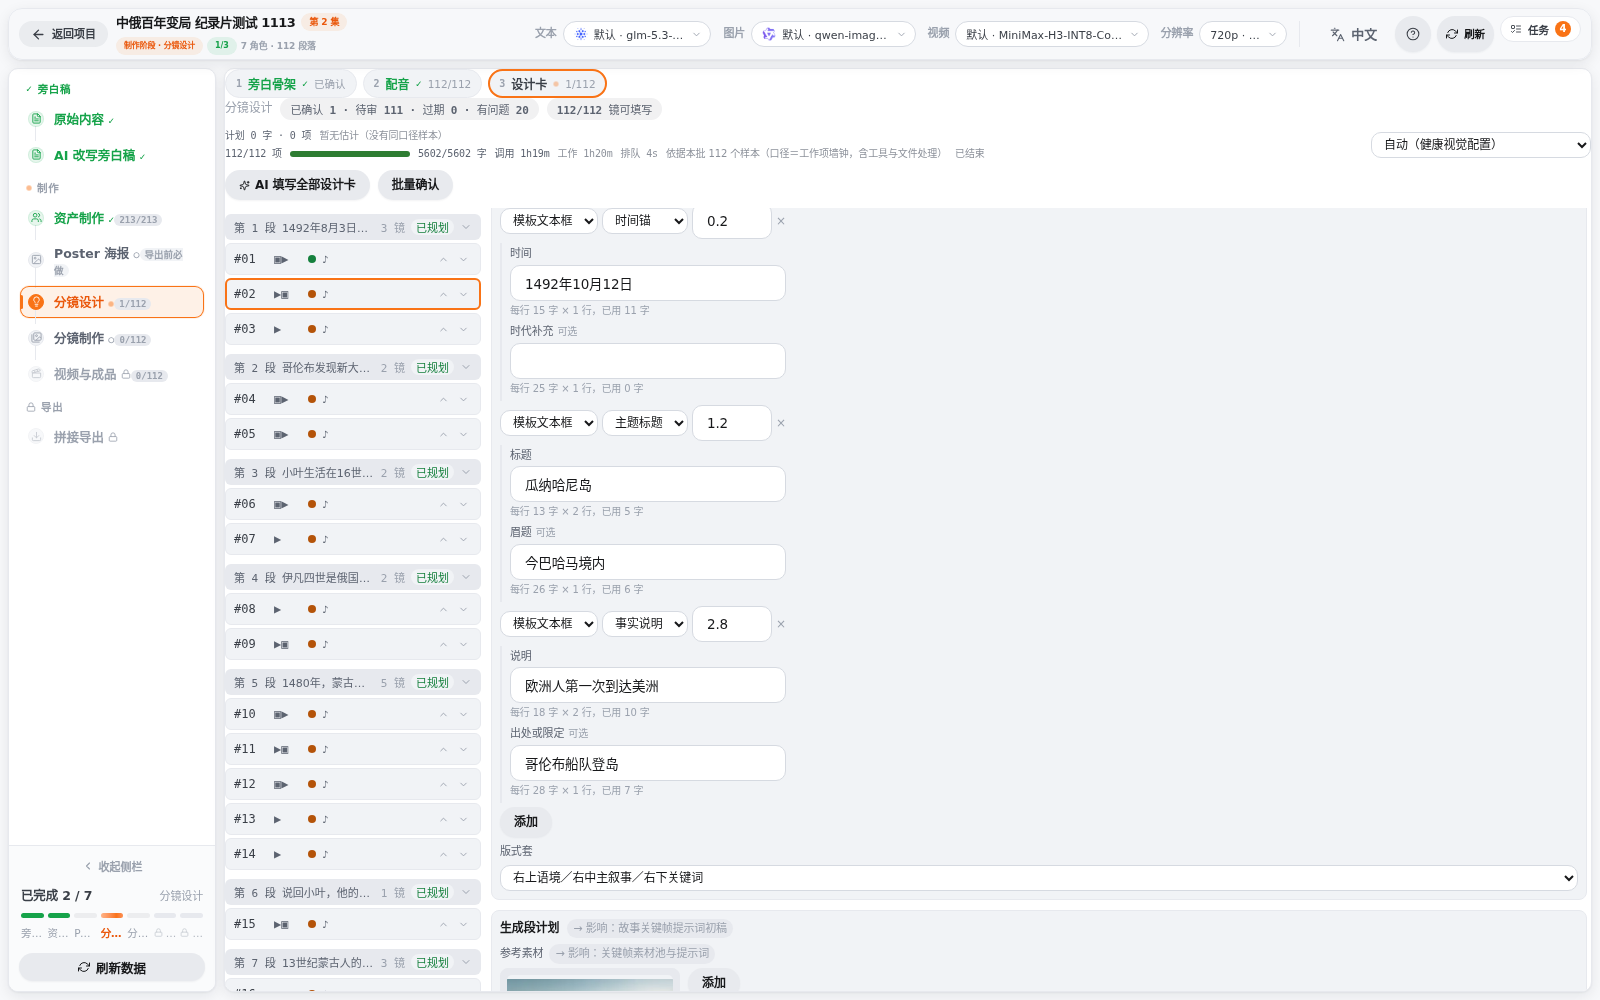 返回项目
中俄百年变局 纪录片测试 1113 第 2 集
制作阶段 · 分镜设计 1/3 7 角色 · 112 段落
文本 默认 · glm-5.3-... 图片 默认 · qwen-imag... 视频 默认 · MiniMax-H3-INT8-Co... 分辨率 720p · ... 中文 刷新 任务 4
✓ 旁白稿
原始内容 ✓
AI 改写旁白稿 ✓
制作
资产制作 ✓ 213/213
Poster 海报 导出前必做
分镜设计 1/112
分镜制作 0/112
视频与成品 0/112
导出
拼接导出
收起侧栏
已完成 2 / 7 分镜设计
旁... 资... P... 分... 分... ... ...
刷新数据
1 旁白骨架 ✓ 已确认 2 配音 ✓ 112/112 3 设计卡 1/112
分镜设计 已确认 1 · 待审 111 · 过期 0 · 有问题 20 112/112 镜可填写
计划 0 字 · 0 项 暂无估计（没有同口径样本）
112/112 项 5602/5602 字 调用 1h19m 工作 1h20m 排队 4s 依据本批 112 个样本（口径＝工作项墙钟，含工具与文件处理） 已结束
自动（健康视觉配置）
AI 填写全部设计卡 批量确认
第 1 段 1492年8月3日... 3 镜 已规划
#01
#02
#03
第 2 段 哥伦布发现新大... 2 镜 已规划
#04
#05
第 3 段 小叶生活在16世... 2 镜 已规划
#06
#07
第 4 段 伊凡四世是俄国... 2 镜 已规划
#08
#09
第 5 段 1480年，蒙古... 5 镜 已规划
#10
#11
#12
#13
#14
第 6 段 说回小叶，他的... 1 镜 已规划
#15
第 7 段 13世纪蒙古人的... 3 镜 已规划
模板文本框 时间锚 0.2 ×
时间
1492年10月12日
每行 15 字 × 1 行，已用 11 字
时代补充 可选
每行 25 字 × 1 行，已用 0 字
模板文本框 主题标题 1.2 ×
标题
瓜纳哈尼岛
每行 13 字 × 2 行，已用 5 字
眉题 可选
今巴哈马境内
每行 26 字 × 1 行，已用 6 字
模板文本框 事实说明 2.8 ×
说明
欧洲人第一次到达美洲
每行 18 字 × 2 行，已用 10 字
出处或限定 可选
哥伦布船队登岛
每行 28 字 × 1 行，已用 7 字
添加
版式套
右上语境／右中主叙事／右下关键词
生成段计划 → 影响：故事关键帧提示词初稿
参考素材 → 影响：关键帧素材池与提示词
添加